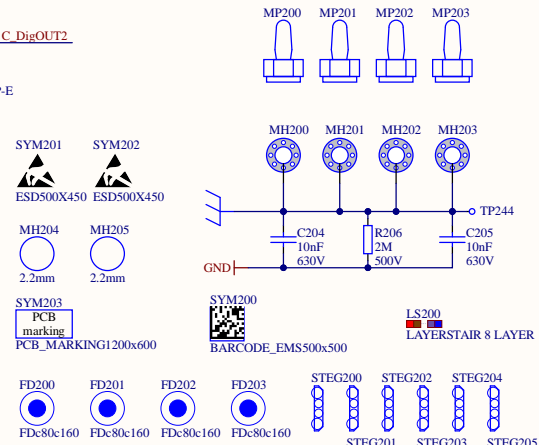 MP200 MP201 MP202 MP203
C_DigOUT2
P-E
SYM201 SYM202
MH200 MH201 MH202 MH203
ESD500X450 ESD500X450
TP244
MH204 MH205
C204 R206 C205
10nF 2M 10nF
630V 500V 630V
GND
2.2mm 2.2mm
SYM203 SYM200
PCB
marking
LS200
PCB_MARKING1200x600 BARCODE_EMS500x500 LAYERSTAIR 8 LAYER
FD200 FD201 FD202 FD203 STEG200 STEG202 STEG204
FDc80c160 FDc80c160 FDc80c160 FDc80c160
STEG201 STEG203 STEG205